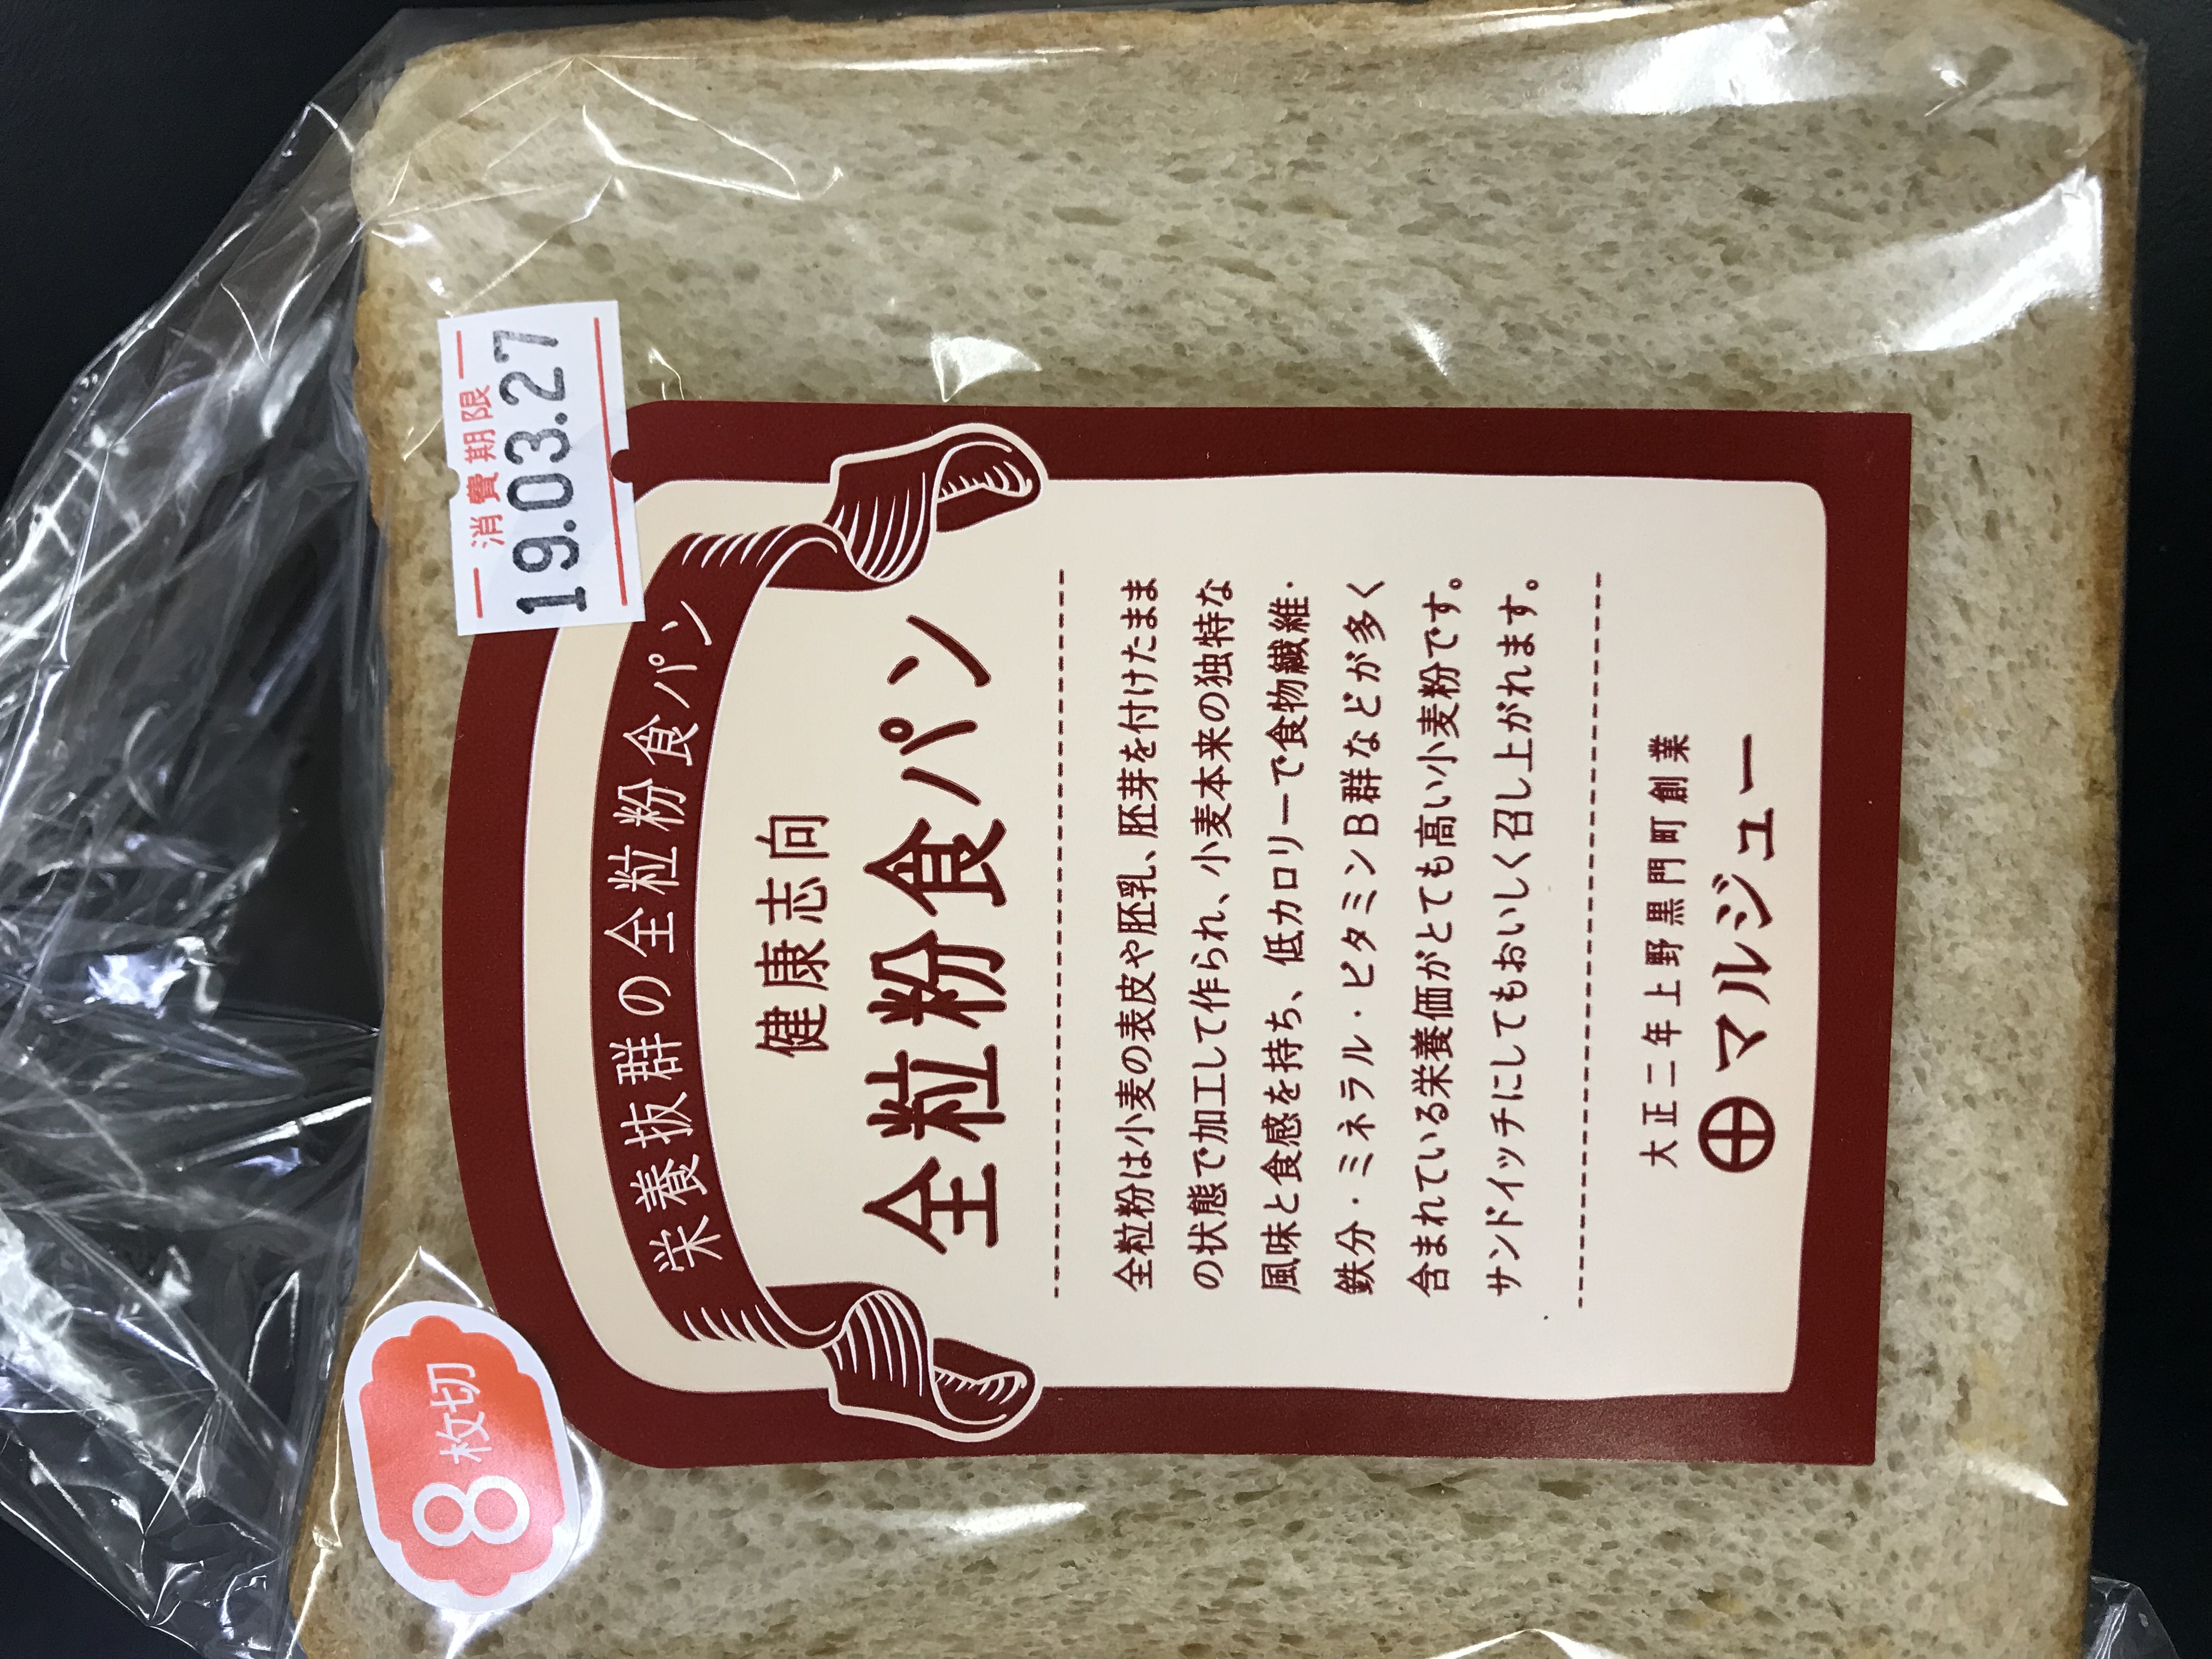 消費期限
19.03.27
8枚切
栄養抜群の全粒粉食パン
健康志向
全粒粉食パン
全粒粉は小麦の表皮や胚乳、胚芽を付けたまま
の状態で加工して作られ、小麦本来の独特な
風味と食感を持ち、低カロリーで食物繊維・
鉄分・ミネラル・ビタミンB群などが多く
含まれている栄養価がとても高い小麦粉です。
サンドイッチにしてもおいしく召し上がれます。
大正二年上野黒門町創業
マルジュー